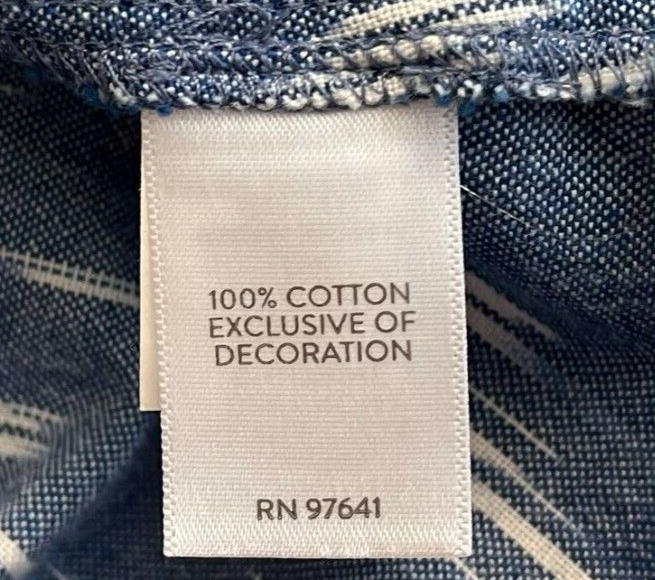 100% COTTON
EXCLUSIVE OF
DECORATION
RN 97641